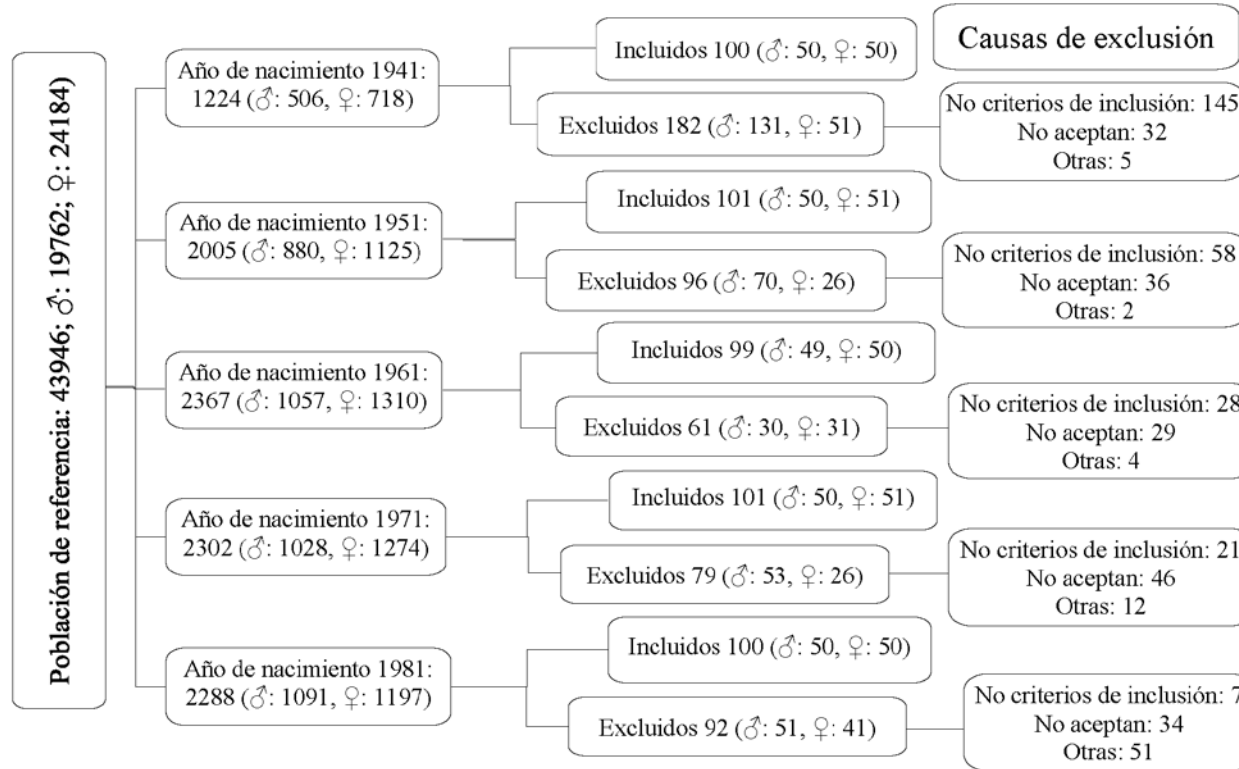 Población de referencia: 43946; ♂: 19762; ♀: 24184)
Año de nacimiento 1941:
1224 (♂: 506, ♀: 718)
Incluidos 100 (♂: 50, ♀: 50)
Excluidos 182 (♂: 131, ♀: 51)
Causas de exclusión
No criterios de inclusión: 145
No aceptan: 32
Otras: 5
Año de nacimiento 1951:
2005 (♂: 880, ♀: 1125)
Incluidos 101 (♂: 50, ♀: 51)
Excluidos 96 (♂: 70, ♀: 26)
No criterios de inclusión: 58
No aceptan: 36
Otras: 2
Año de nacimiento 1961:
2367 (♂: 1057, ♀: 1310)
Incluidos 99 (♂: 49, ♀: 50)
Excluidos 61 (♂: 30, ♀: 31)
No criterios de inclusión: 28
No aceptan: 29
Otras: 4
Año de nacimiento 1971:
2302 (♂: 1028, ♀: 1274)
Incluidos 101 (♂: 50, ♀: 51)
Excluidos 79 (♂: 53, ♀: 26)
No criterios de inclusión: 21
No aceptan: 46
Otras: 12
Año de nacimiento 1981:
2288 (♂: 1091, ♀: 1197)
Incluidos 100 (♂: 50, ♀: 50)
Excluidos 92 (♂: 51, ♀: 41)
No criterios de inclusión: 7
No aceptan: 34
Otras: 51